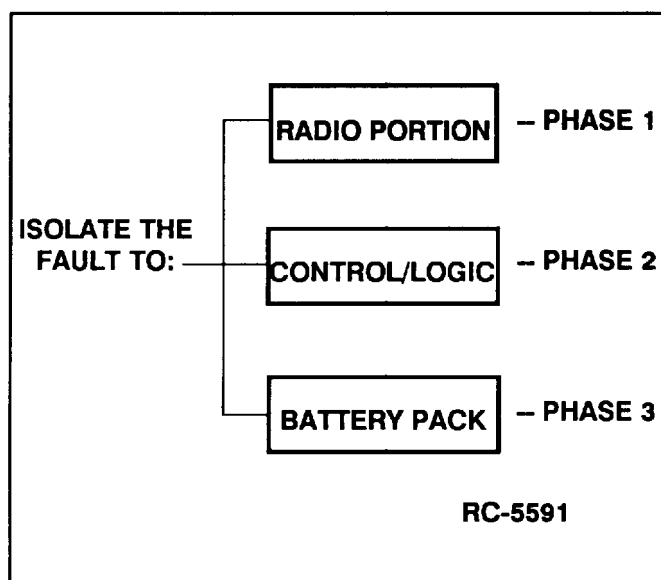 RADIO PORTION -- PHASE 1
ISOLATE THE
FAULT TO:
CONTROL/LOGIC -- PHASE 2
BATTERY PACK -- PHASE 3
RC-5591